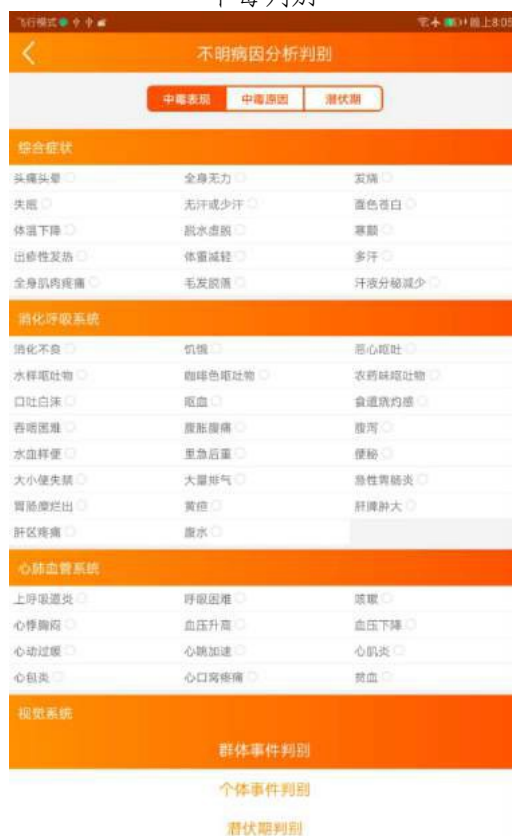 飞行模式 晚上8:05
不明病因分析判别
中毒表现 中毒原因 潜伏期
综合症状
头痛头晕 全身无力 发烧
失眠 无汗或少汗 面色苍白
体温下降 脱水虚脱 寒颤
出疹性发热 体重减轻 多汗
全身肌肉疼痛 毛发脱落 汗液分秘减少
消化呼吸系统
消化不良 饥饿 恶心呕吐
水样呕吐物 咖啡色呕吐物 农药味呕吐物
口吐白沫 呕血 食道烧灼感
吞咽困难 腹胀腹痛 腹泻
水血样便 里急后重 便秘
大小便失禁 大量排气 急性胃肠炎
胃肠糜烂出 黄疸 肝脾肿大
肝区疼痛 腹水
心肺血管系统
上呼吸道炎 呼吸困难 咳嗽
心悸胸闷 血压升高 血压下降
心动过缓 心跳加速 心肌炎
心包炎 心口窝疼痛 贫血
视觉系统
群体事件判别
个体事件判别
潜伏期判别